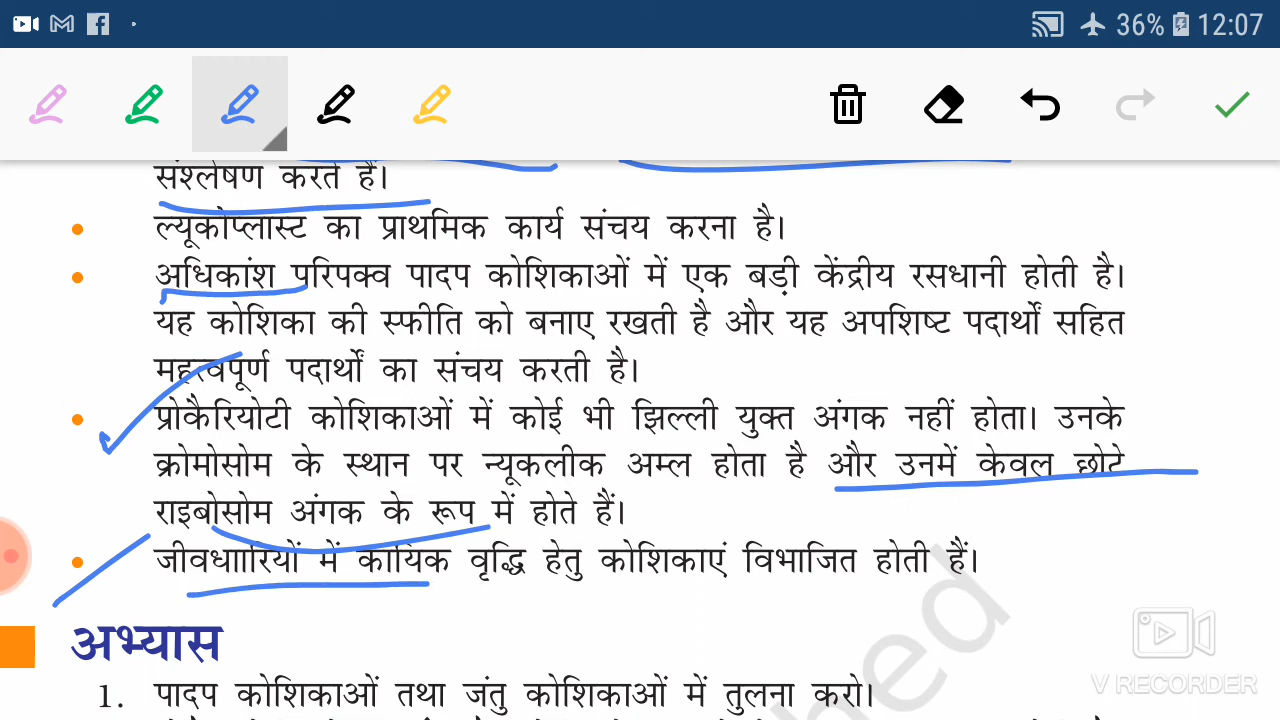 36% 12:07
संश्लेषण करते हैं।
ल्यूकोप्लास्ट का प्राथमिक कार्य संचय करना है।
अधिकांश परिपक्व पादप कोशिकाओं में एक बड़ी केंद्रीय रसधानी होती है।
यह कोशिका की स्फीति को बनाए रखती है और यह अपशिष्ट पदार्थों सहित
महत्वपूर्ण पदार्थों का संचय करती है।
प्रोकैरियोटी कोशिकाओं में कोई भी झिल्ली युक्त अंगक नहीं होता। उनके
क्रोमोसोम के स्थान पर न्यूकलीक अम्ल होता है और उनमें केवल छोटे
राइबोसोम अंगक के रूप में होते हैं।
जीवधाारियों में कायिक वृद्धि हेतु कोशिकाएं विभाजित होती हैं।
अभ्यास
1. पादप कोशिकाओं तथा जंतु कोशिकाओं में तुलना करो।
V RECORDER